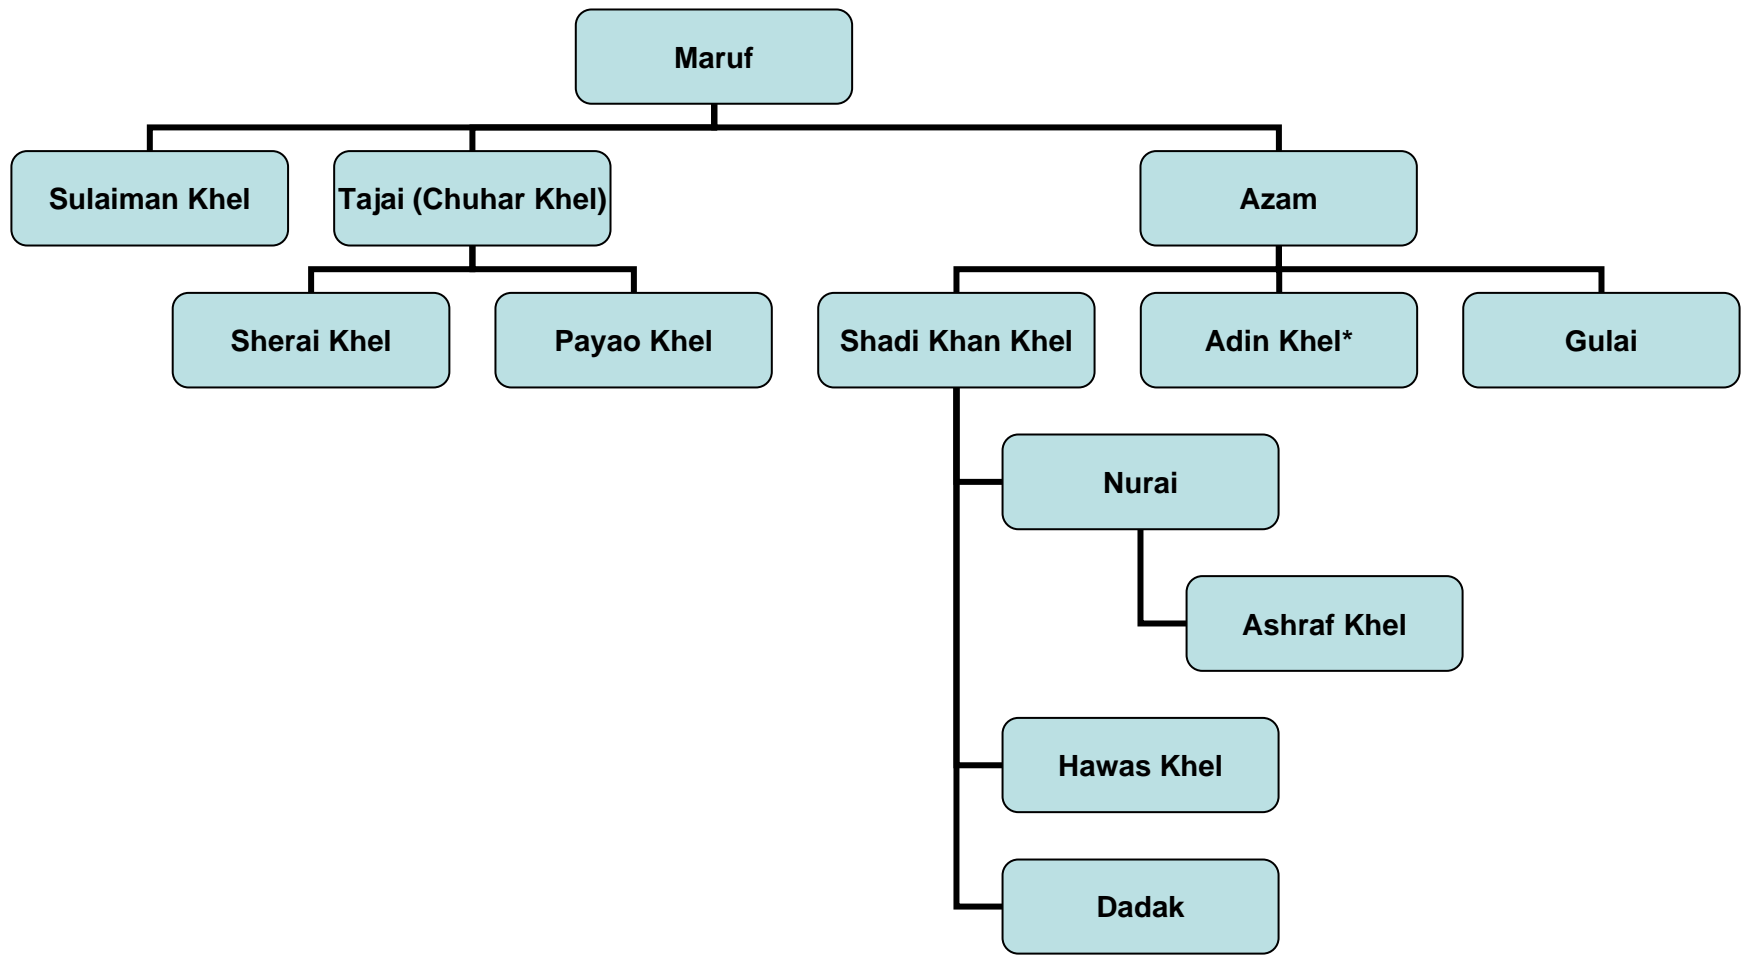 Maruf
Sulaiman Khel
Tajai (Chuhar Khel)
Azam
Sherai Khel
Payao Khel
Shadi Khan Khel
Adin Khel*
Gulai
Nurai
Ashraf Khel
Hawas Khel
Dadak